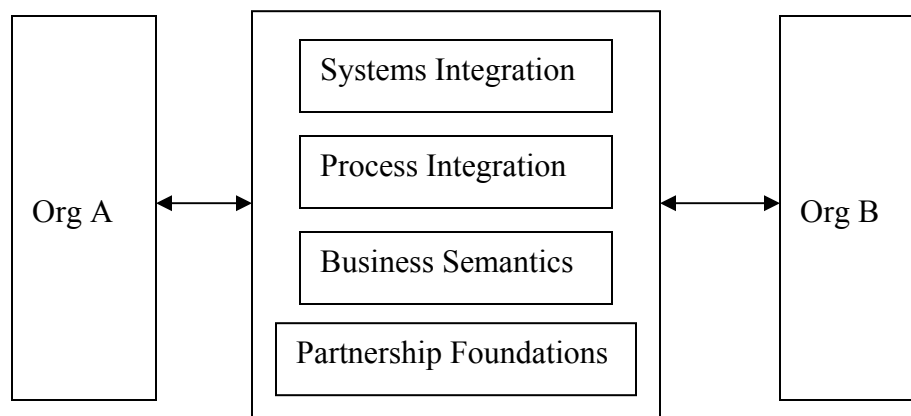 Systems Integration
Process Integration
Org A
Org B
Business Semantics
Partnership Foundations